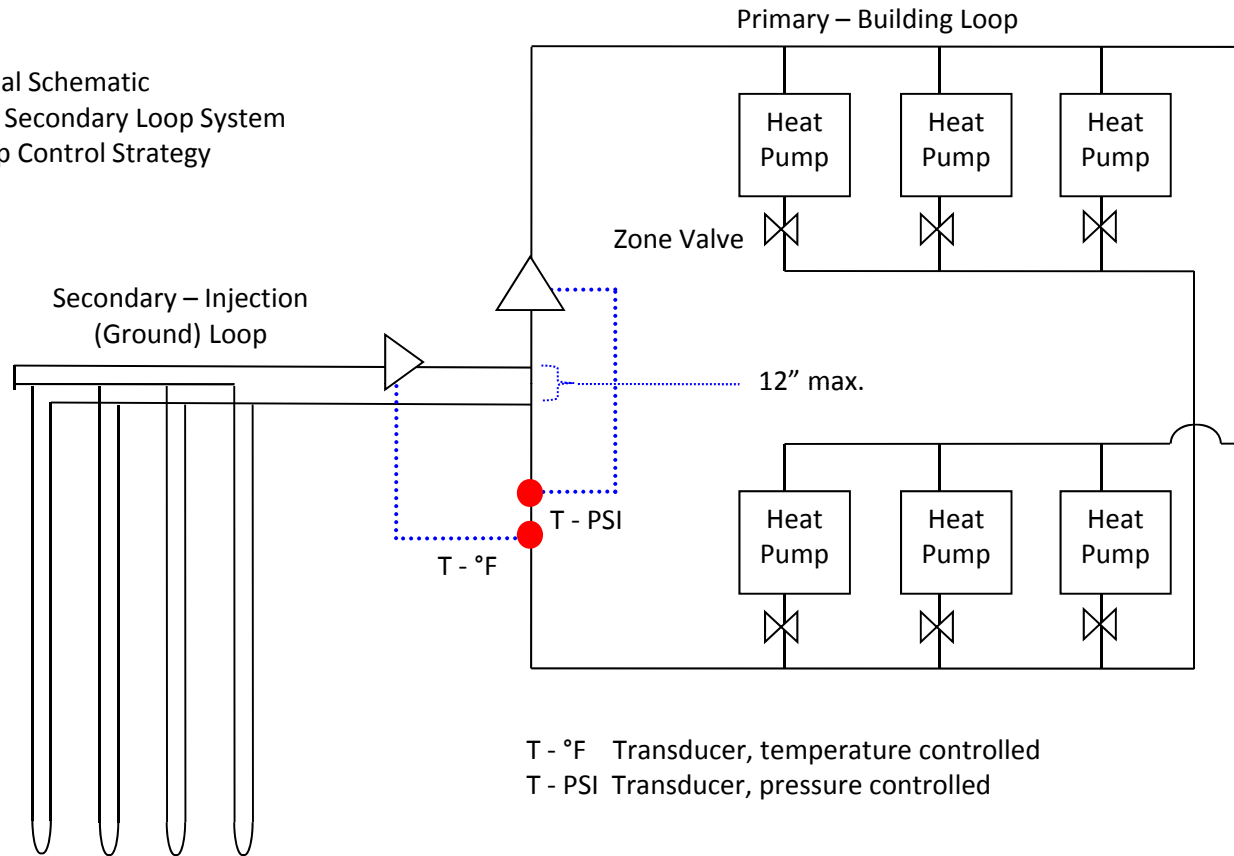 Primary – Building Loop
al Schematic
Secondary Loop System
p Control Strategy
Heat
Pump
Heat
Pump
Heat
Pump
Zone Valve
Secondary – Injection
(Ground) Loop
12” max.
T - PSI
T - °F
Heat
Pump
Heat
Pump
Heat
Pump
T - °F Transducer, temperature controlled
T - PSI Transducer, pressure controlled